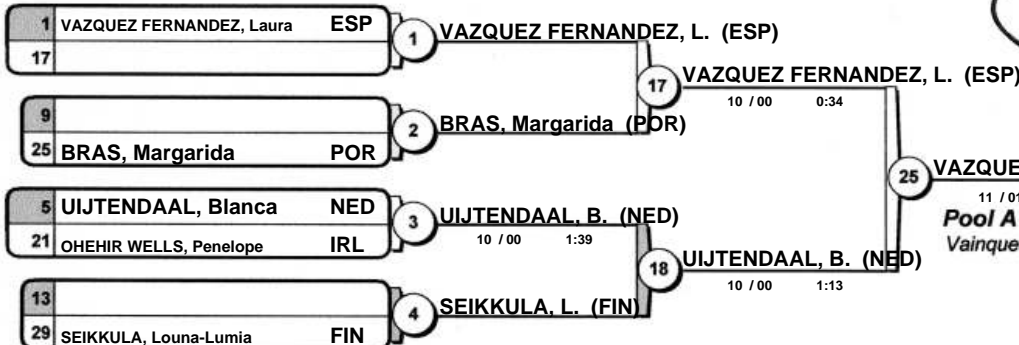 1 VAZQUEZ FERNANDEZ, Laura ESP
17
1 VAZQUEZ FERNANDEZ, L. (ESP)
9
25 BRAS, Margarida POR
2 BRAS, Margarida (POR)
17 VAZQUEZ FERNANDEZ, L. (ESP)
10 / 00 0:34
5 UIJTENDAAL, Blanca NED
21 OHEHIR WELLS, Penelope IRL
3 UIJTENDAAL, B. (NED)
10 / 00 1:39
13
29 SEIKKULA, Louna-Lumia FIN
4 SEIKKULA, L. (FIN)
18 UIJTENDAAL, B. (NED)
10 / 00 1:13
25 VAZQUE
11 / 01
Pool A
Vainque